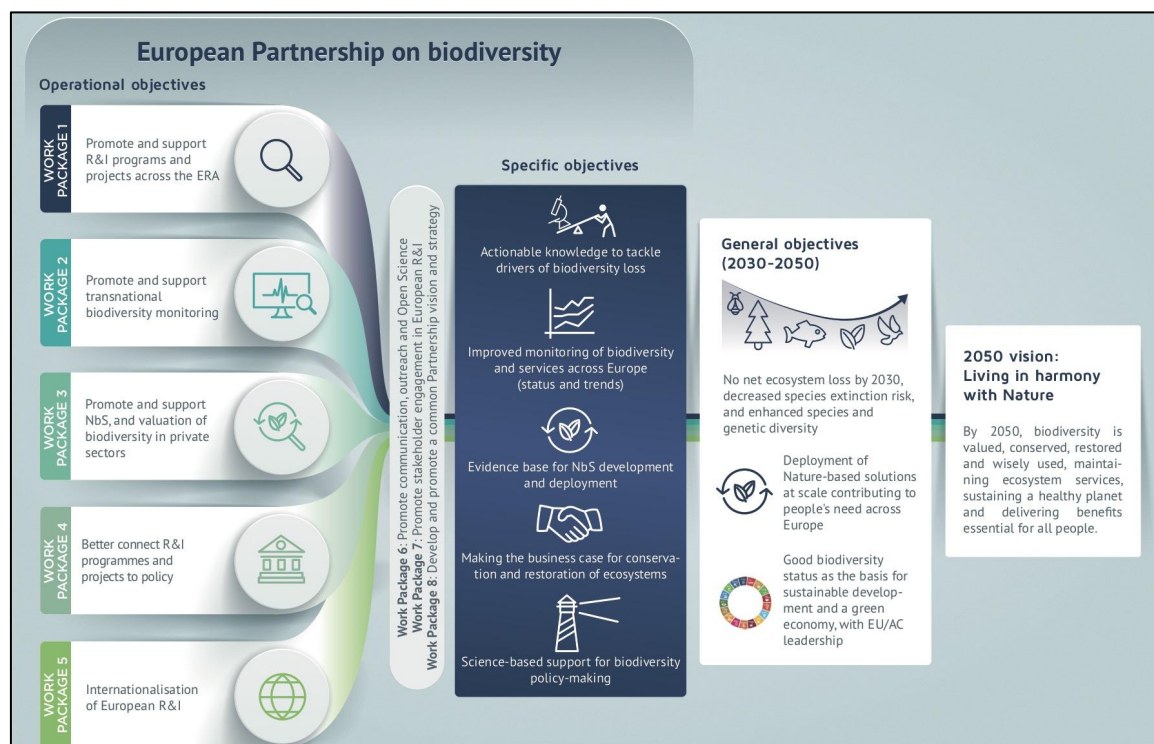 European Partnership on biodiversity
Operational objectives
WORK
PACKAGE 1
Promote and support
R&I programs and
projects across the ERA
WORK
PACKAGE 2
Promote and support
transnational
biodiversity monitoring
WORK
PACKAGE 3
Promote and support
NbS, and valuation of
biodiversity in private
sectors
WORK
PACKAGE 4
Better connect R&I
programmes and
projects to policy
WORK
PACKAGE 5
Internationalisation
of European R&I
Work Package 6: Promote communication, outreach and Open Science
Work Package 7: Promote stakeholder engagement in European R&I
Work Package 8: Develop and promote a common Partnership vision and strategy
Specific objectives
Actionable knowledge to tackle
drivers of biodiversity loss
Improved monitoring of biodiversity
and services across Europe
(status and trends)
Evidence base for NbS development
and deployment
Making the business case for conserva-
tion and restoration of ecosystems
Science-based support for biodiversity
policy-making
General objectives
(2030-2050)
No net ecosystem loss by 2030,
decreased species extinction risk,
and enhanced species and
genetic diversity
Deployment of
Nature-based solutions
at scale contributing to
people's need across
Europe
Good biodiversity
status as the basis for
sustainable develop-
ment and a green
economy, with EU/AC
leadership
2050 vision:
Living in harmony
with Nature
By 2050, biodiversity is
valued, conserved, restored
and wisely used, maintai-
ning ecosystem services,
sustaining a healthy planet
and delivering benefits
essential for all people.